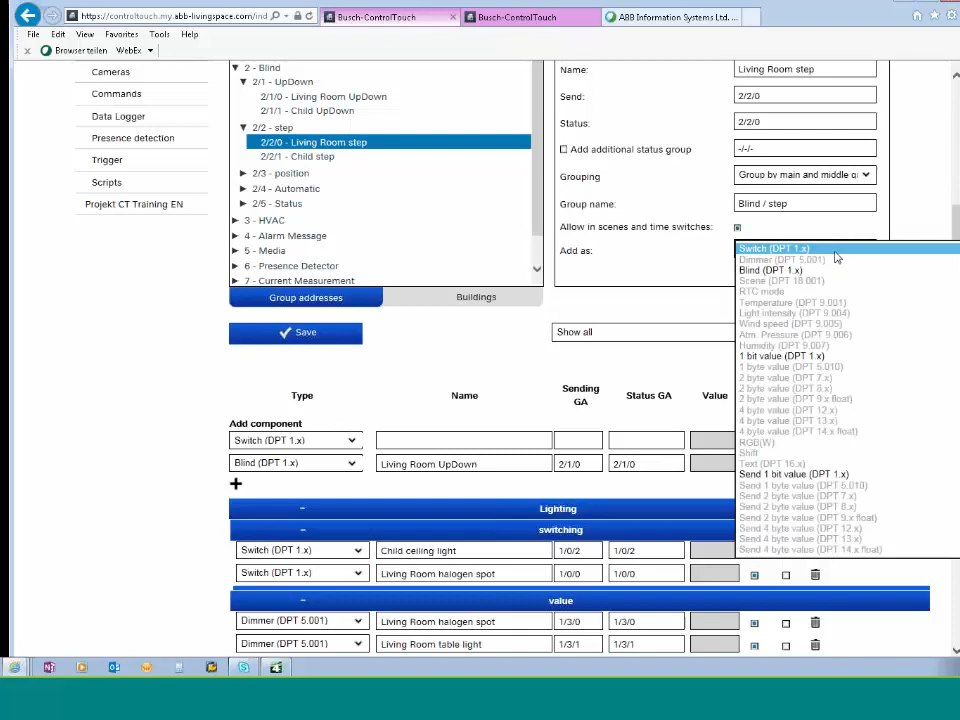 https://controltouch.my.abb-livingspace.com/ind
Busch-ControlTouch
Busch-ControlTouch
ABB Information Systems Ltd. ...
File Edit View Favorites Tools Help
x Browser teilen WebEx
Cameras
Commands
Data Logger
Presence detection
Trigger
Scripts
Projekt CT Training EN
2 - Blind
2/1 - UpDown
2/1/0 - Living Room UpDown
2/1/1 - Child UpDown
2/2 - step
2/2/0 - Living Room step
2/2/1 - Child step
2/3 - position
2/4 - Automatic
2/5 - Status
3 - HVAC
4 - Alarm Message
5 - Media
6 - Presence Detector
7 - Current Measurement
Group addresses Buildings
Name: Living Room step
Send: 2/2/0
Status: 2/2/0
Add additional status group -/-/-
Grouping Group by main and middle g
Group name: Blind / step
Allow in scenes and time switches:
Add as:
Switch (DPT 1.x)
Dimmer (DPT 5.001)
Blind (DPT 1.x)
Scene (DPT 18.001)
RTC mode
Temperature (DPT 9.001)
Light intensity (DPT 9.004)
Wind speed (DPT 9.005)
Atm. Pressure (DPT 9.006)
Humidity (DPT 9.007)
1 bit value (DPT 1.x)
1 byte value (DPT 5.010)
2 byte value (DPT 7.x)
2 byte value (DPT 8.x)
2 byte value (DPT 9.x float)
4 byte value (DPT 12.x)
4 byte value (DPT 13.x)
4 byte value (DPT 14.x float)
RGB(W)
Shiff
Text (DPT 16.x)
Send 1 bit value (DPT 1.x)
Send 1 byte value (DPT 5.010)
Send 2 byte value (DPT 7.x)
Send 2 byte value (DPT 8.x)
Send 2 byte value (DPT 9.x float)
Send 4 byte value (DPT 12.x)
Send 4 byte value (DPT 13.x)
Send 4 byte value (DPT 14.x float)
Save Show all
Type Name Sending GA Status GA Value
Add component
Switch (DPT 1.x)
Blind (DPT 1.x) Living Room UpDown 2/1/0 2/1/0
+
– Lighting
– switching
Switch (DPT 1.x) Child ceiling light 1/0/2 1/0/2
Switch (DPT 1.x) Living Room halogen spot 1/0/0 1/0/0
– value
Dimmer (DPT 5.001) Living Room halogen spot 1/3/0 1/3/0
Dimmer (DPT 5.001) Living Room table light 1/3/1 1/3/1